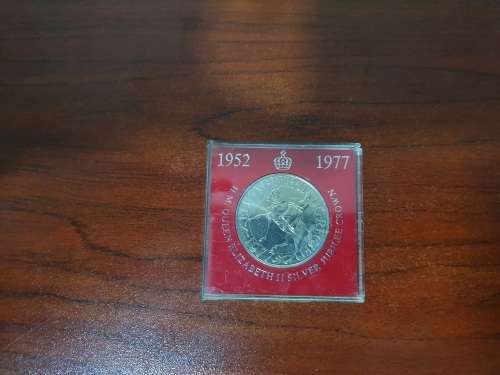 1952 1977
H.M. QUEEN ELIZABETH II SILVER JUBILEE CROWN